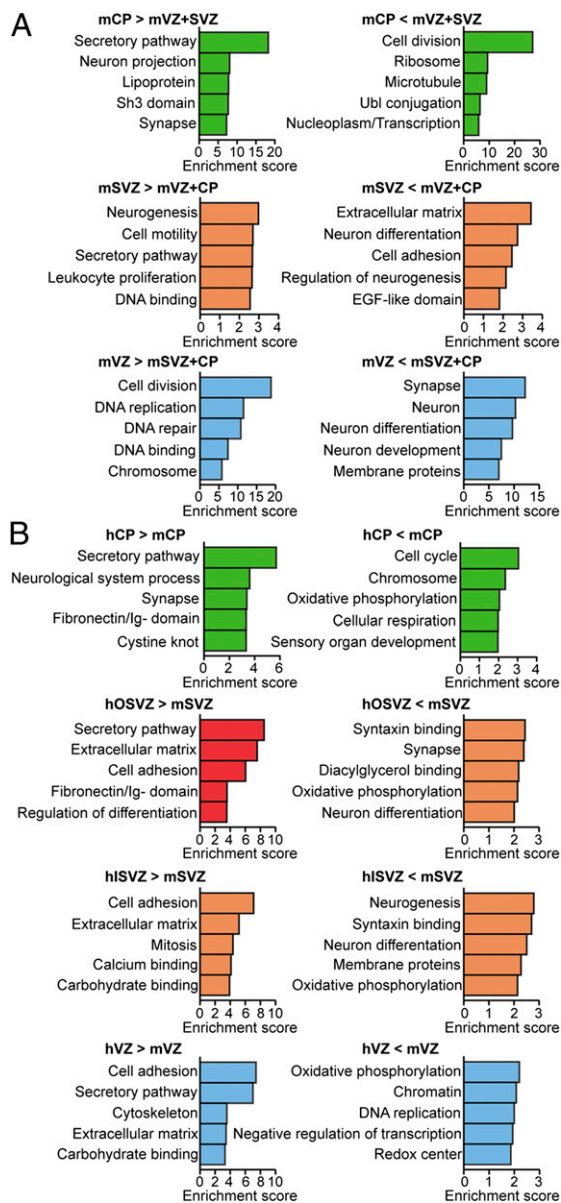 A
mCP > mVZ+SVZ
Secretory pathway
Neuron projection
Lipoprotein
Sh3 domain
Synapse
0 5 10 15 20
Enrichment score
mCP < mVZ+SVZ
Cell division
Ribosome
Microtubule
Ubl conjugation
Nucleoplasm/Transcription
0 10 20 30
Enrichment score
mSVZ > mVZ+CP
Neurogenesis
Cell motility
Secretory pathway
Leukocyte proliferation
DNA binding
0 1 2 3 4
Enrichment score
mSVZ < mVZ+CP
Extracellular matrix
Neuron differentiation
Cell adhesion
Regulation of neurogenesis
EGF-like domain
0 1 2 3 4
Enrichment score
mVZ > mSVZ+CP
Cell division
DNA replication
DNA repair
DNA binding
Chromosome
0 5 10 15 20
Enrichment score
mVZ < mSVZ+CP
Synapse
Neuron
Neuron differentiation
Neuron development
Membrane proteins
0 5 10 15
Enrichment score
B
hCP > mCP
Secretory pathway
Neurological system process
Synapse
Fibronectin/Ig- domain
Cystine knot
0 2 4 6
Enrichment score
hCP < mCP
Cell cycle
Chromosome
Oxidative phosphorylation
Cellular respiration
Sensory organ development
0 1 2 3 4
Enrichment score
hOSVZ > mSVZ
Secretory pathway
Extracellular matrix
Cell adhesion
Fibronectin/Ig- domain
Regulation of differentiation
0 2 4 6 8 10
Enrichment score
hOSVZ < mSVZ
Syntaxin binding
Synapse
Diacylglycerol binding
Oxidative phosphorylation
Neuron differentiation
0 1 2 3
Enrichment score
hISVZ > mSVZ
Cell adhesion
Extracellular matrix
Mitosis
Calcium binding
Carbohydrate binding
0 2 4 6 8 10
Enrichment score
hISVZ < mSVZ
Neurogenesis
Syntaxin binding
Neuron differentiation
Membrane proteins
Oxidative phosphorylation
0 1 2 3
Enrichment score
hVZ > mVZ
Cell adhesion
Secretory pathway
Cytoskeleton
Extracellular matrix
Carbohydrate binding
0 2 4 6 8 10
Enrichment score
hVZ < mVZ
Oxidative phosphorylation
Chromatin
DNA replication
Negative regulation of transcription
Redox center
0 1 2 3
Enrichment score